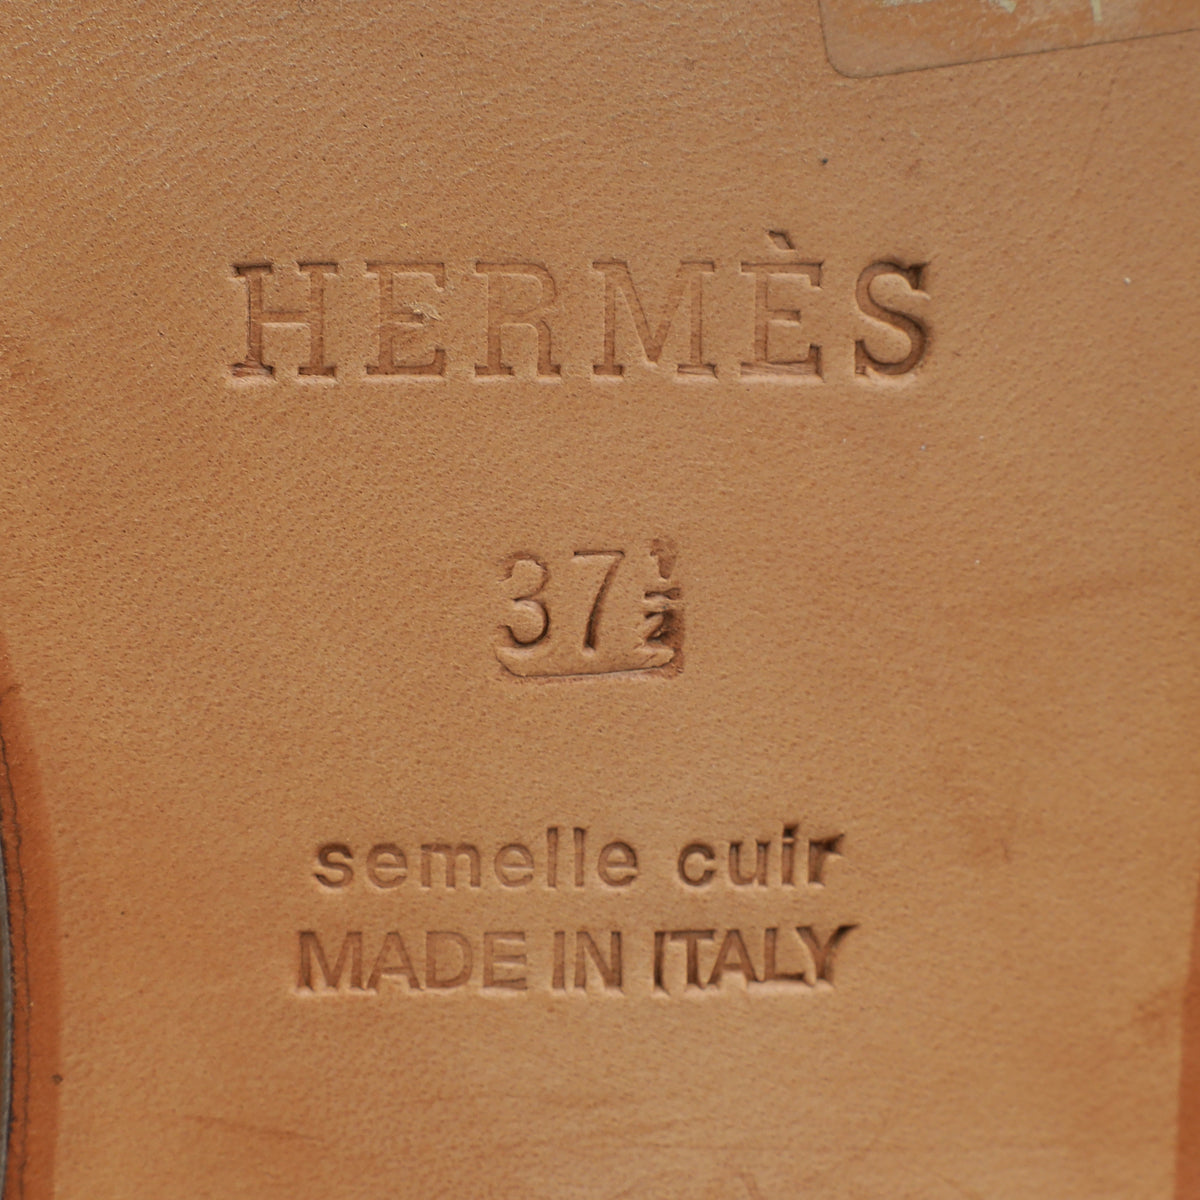 HERMÈS
37½
semelle cuir
MADE IN ITALY